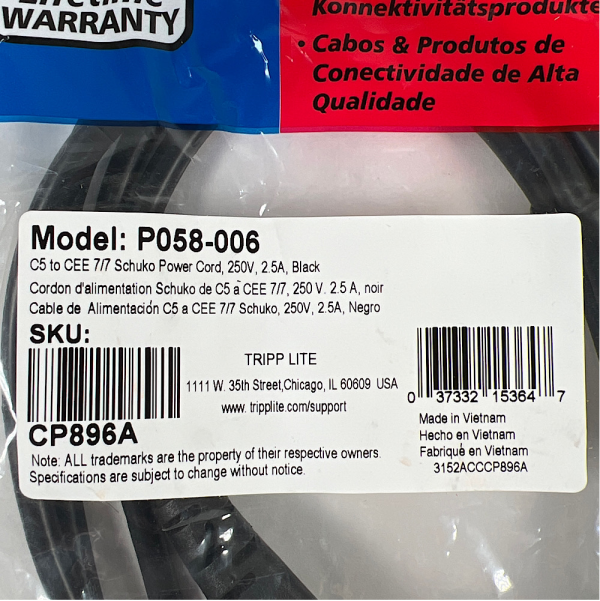 Lifetime
WARRANTY
Konnektivitätsprodukte
• Cabos & Produtos de
Conectividade de Alta
Qualidade
Model: P058-006
C5 to CEE 7/7 Schuko Power Cord, 250V, 2.5A, Black
Cordon d'alimentation Schuko de C5 à CEE 7/7, 250 V. 2.5 A, noir
Cable de Alimentación C5 a CEE 7/7 Schuko, 250V, 2.5A, Negro
SKU:
CP896A
TRIPP LITE
1111 W. 35th Street,Chicago, IL 60609 USA
www. tripplite.com/support
Note: ALL trademarks are the property of their respective owners.
Specifications are subject to change without notice.
0 37332 15364 7
Made in Vietnam
Hecho en Vietnam
Fabriqué en Vietnam
3152ACCCP896A